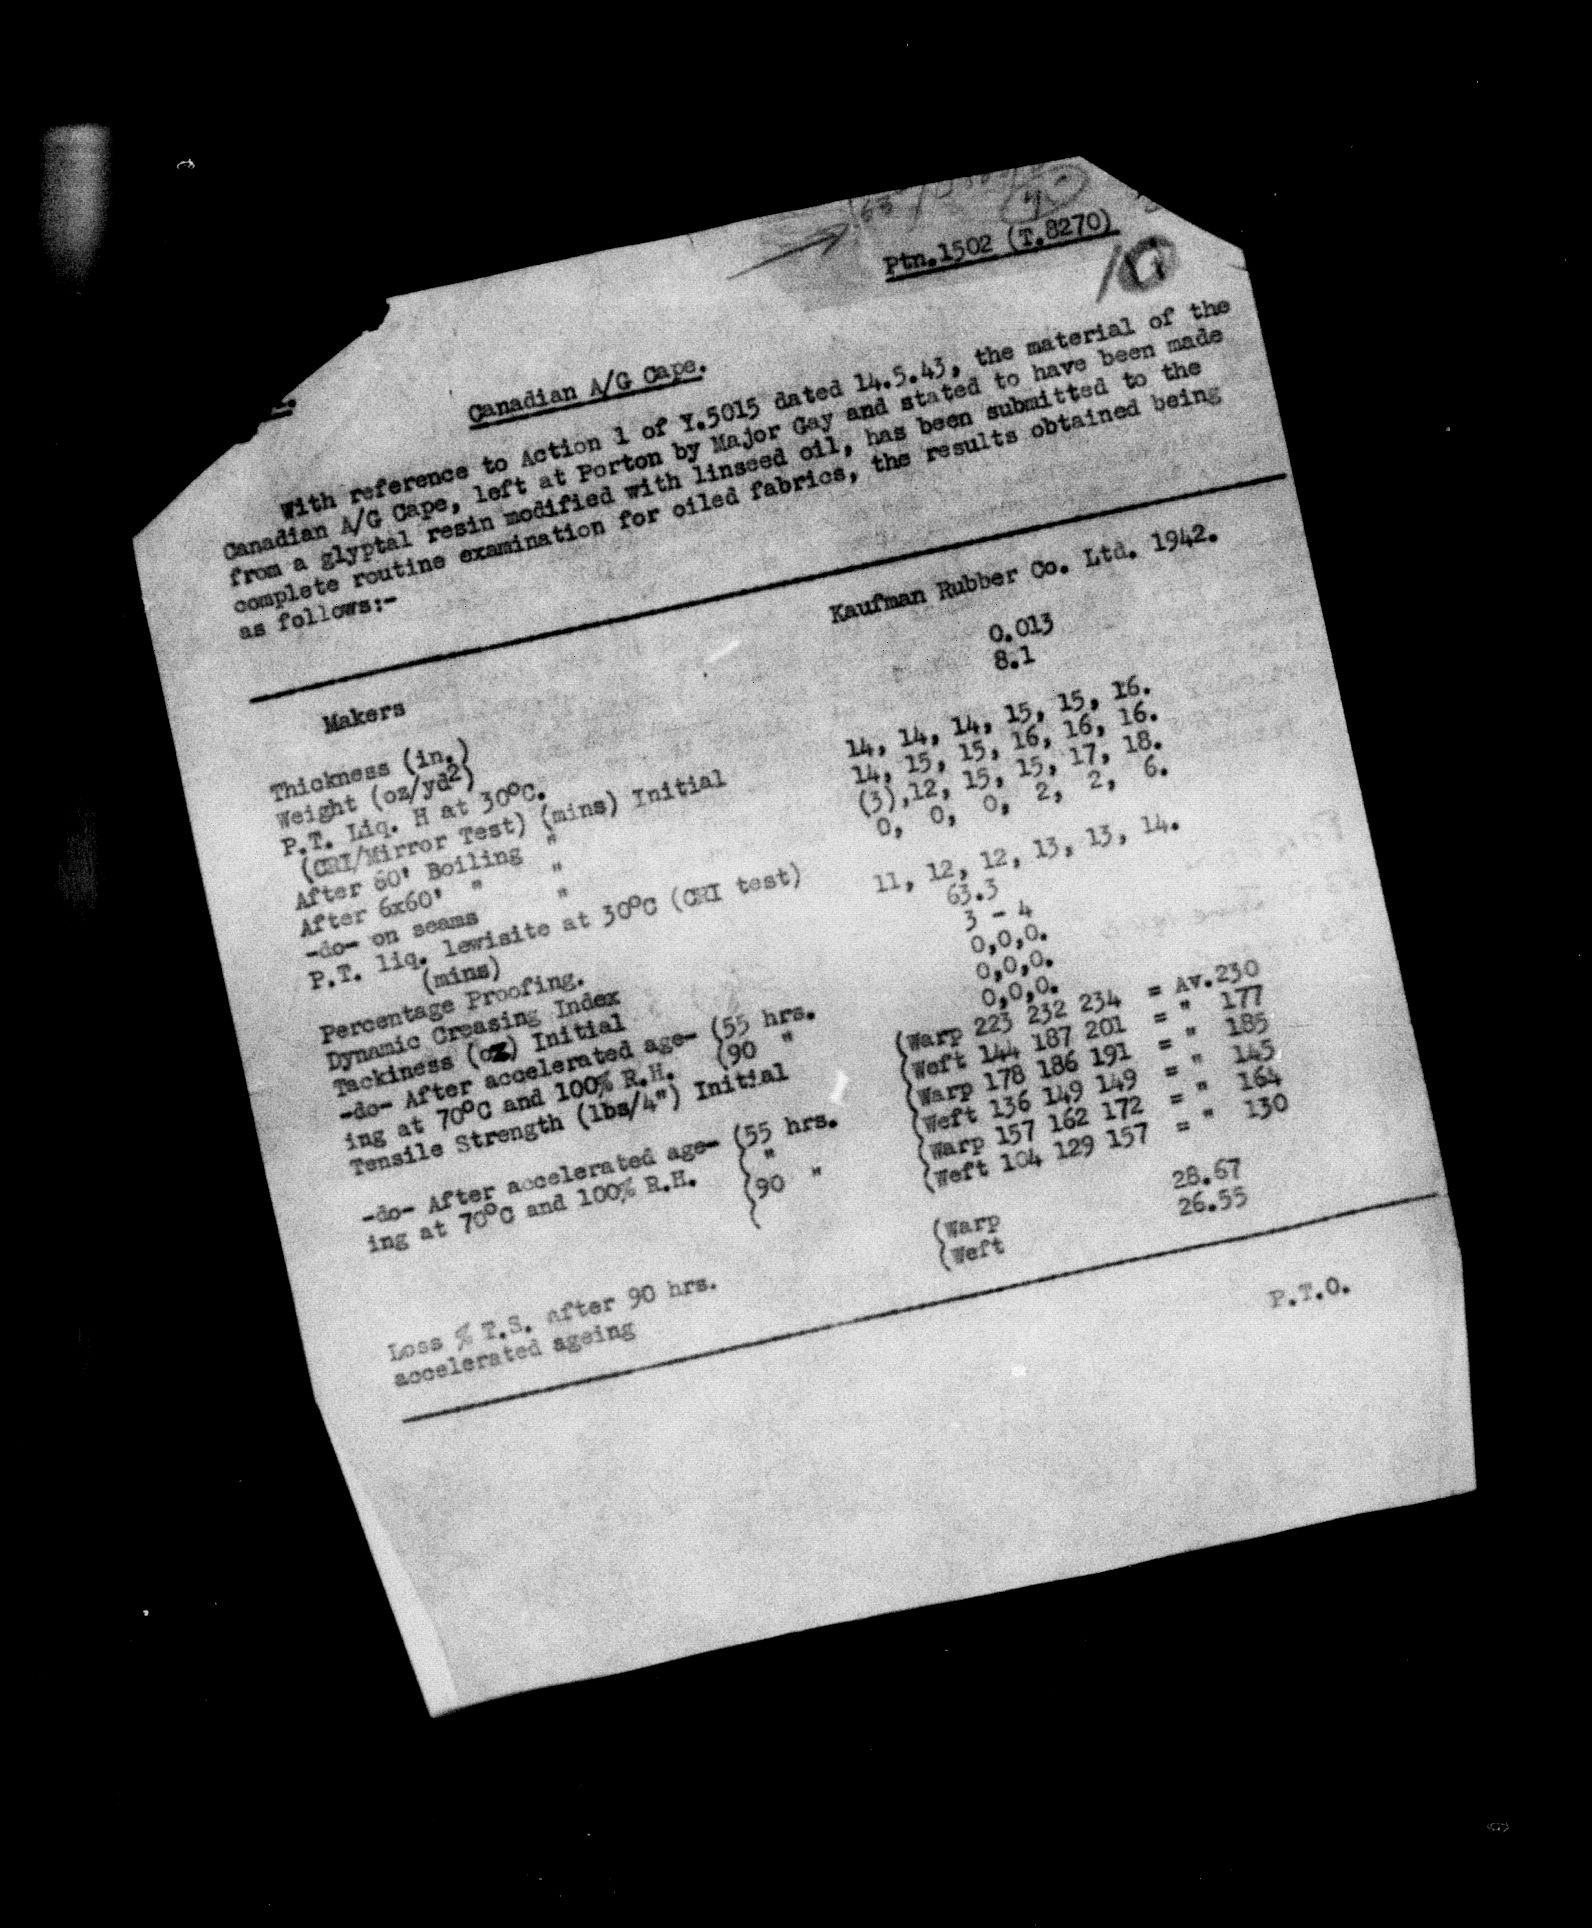 Ptn.1502 (T.8270)
Canadian A/G Cape.
With reference to Action 1 of Y.5015 dated 14.5.43, the material of the
Canadian A/G Cape, left at Porton by Major Gay and stated to have been made
from a glyptal resin modified with linseed oil, has been submitted to the
complete routine examination for oiled fabrics, the results obtained being
as follows:-
Makers Kaufman Rubber Co. Ltd. 1942.
Thickness (in.) 0.013
Weight (oz/yd2) 8.1
P.T. Liq. H at 30°C.
(CRI/Mirror Test) (mins) Initial 14, 14, 14, 15, 15, 16.
After 60' Boiling " 14, 15, 15, 16, 16, 16.
After 6x60' " " (3),12, 15, 15, 17, 18.
-do- on seams " 0, 0, 0, 2, 2, 6.
P.T. liq. lewisite at 30°C (CRI test)
(mins) 11, 12, 12, 13, 13, 14.
Percentage Proofing. 63.3
Dynamic Creasing Index 3 - 4
Tackiness (oz) Initial 0,0,0.
-do- After accelerated age- (55 hrs. 0,0,0.
ing at 70°C and 100% R.H. (90 " 0,0,0.
Tensile Strength (lbs/4") Initial (Warp 223 232 234 = Av.230
(Weft 144 187 201 = " 177
-do- After accelerated age- (55 hrs. (Warp 178 186 191 = " 185
ing at 70°C and 100% R.H. ( " (Weft 136 149 149 = " 145
(90 " (Warp 157 162 172 = " 164
( (Weft 104 129 157 = " 130
Loss % T.S. after 90 hrs. (Warp 28.67
accelerated ageing (Weft 26.55
P.T.O.